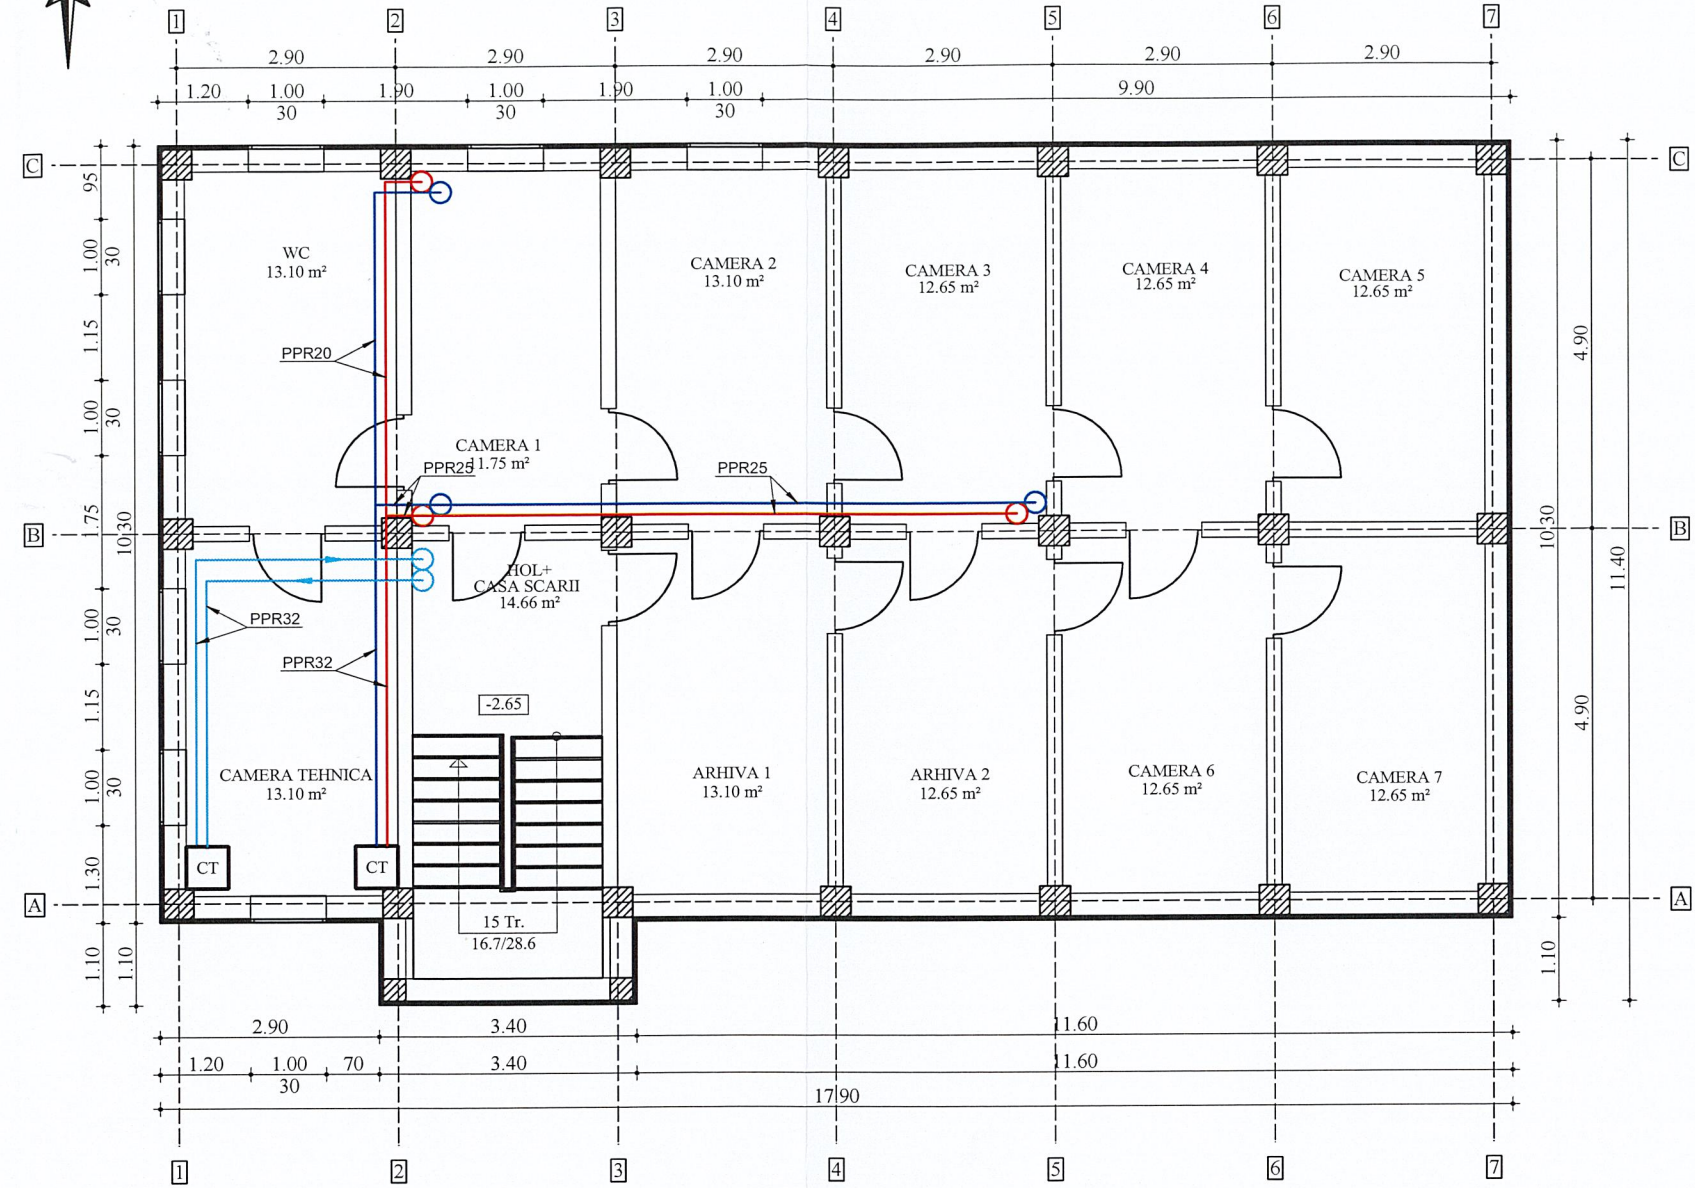 1 2 3 4 5 6 7
2.90 2.90 2.90 2.90 2.90 2.90
1.20 1.00 1.90 1.00 1.90 1.00 9.90
30 30 30
C C
95
1.00
30
1.15
1.00
30
1.75
10.30
1.00
30
1.15
1.00
30
1.30
1.10
1.10
WC
13.10 m²
CAMERA 2
13.10 m²
CAMERA 3
12.65 m²
CAMERA 4
12.65 m²
CAMERA 5
12.65 m²
4.90
PPR20
CAMERA 1
11.75 m²
PPR25
PPR25
B B
10.30
11.40
HOL+
CASA SCARII
14.66 m²
PPR32
PPR32
-2.65
4.90
CAMERA TEHNICA
13.10 m²
ARHIVA 1
13.10 m²
ARHIVA 2
12.65 m²
CAMERA 6
12.65 m²
CAMERA 7
12.65 m²
CT CT
A A
15 Tr.
16.7/28.6
1.10
2.90 3.40 11.60
1.20 1.00 70 3.40 11.60
30
17.90
1 2 3 4 5 6 7